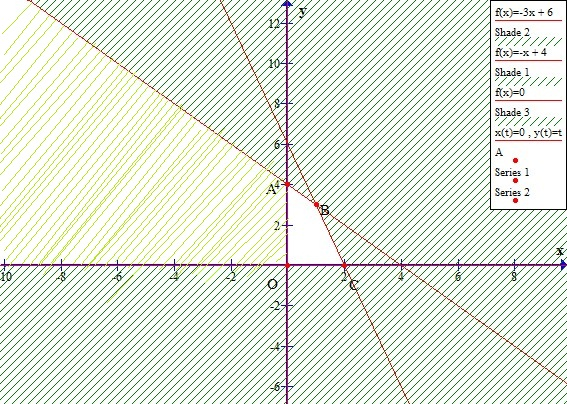 f(x)=-3x + 6
Shade 2
f(x)=-x + 4
Shade 1
f(x)=0
Shade 3
x(t)=0 , y(t)=t
A
Series 1
Series 2
y
12
10
8
6
A 4
B
2
x
-10 -8 -6 -4 -2 2 4 6 8
O C
-2
-4
-6